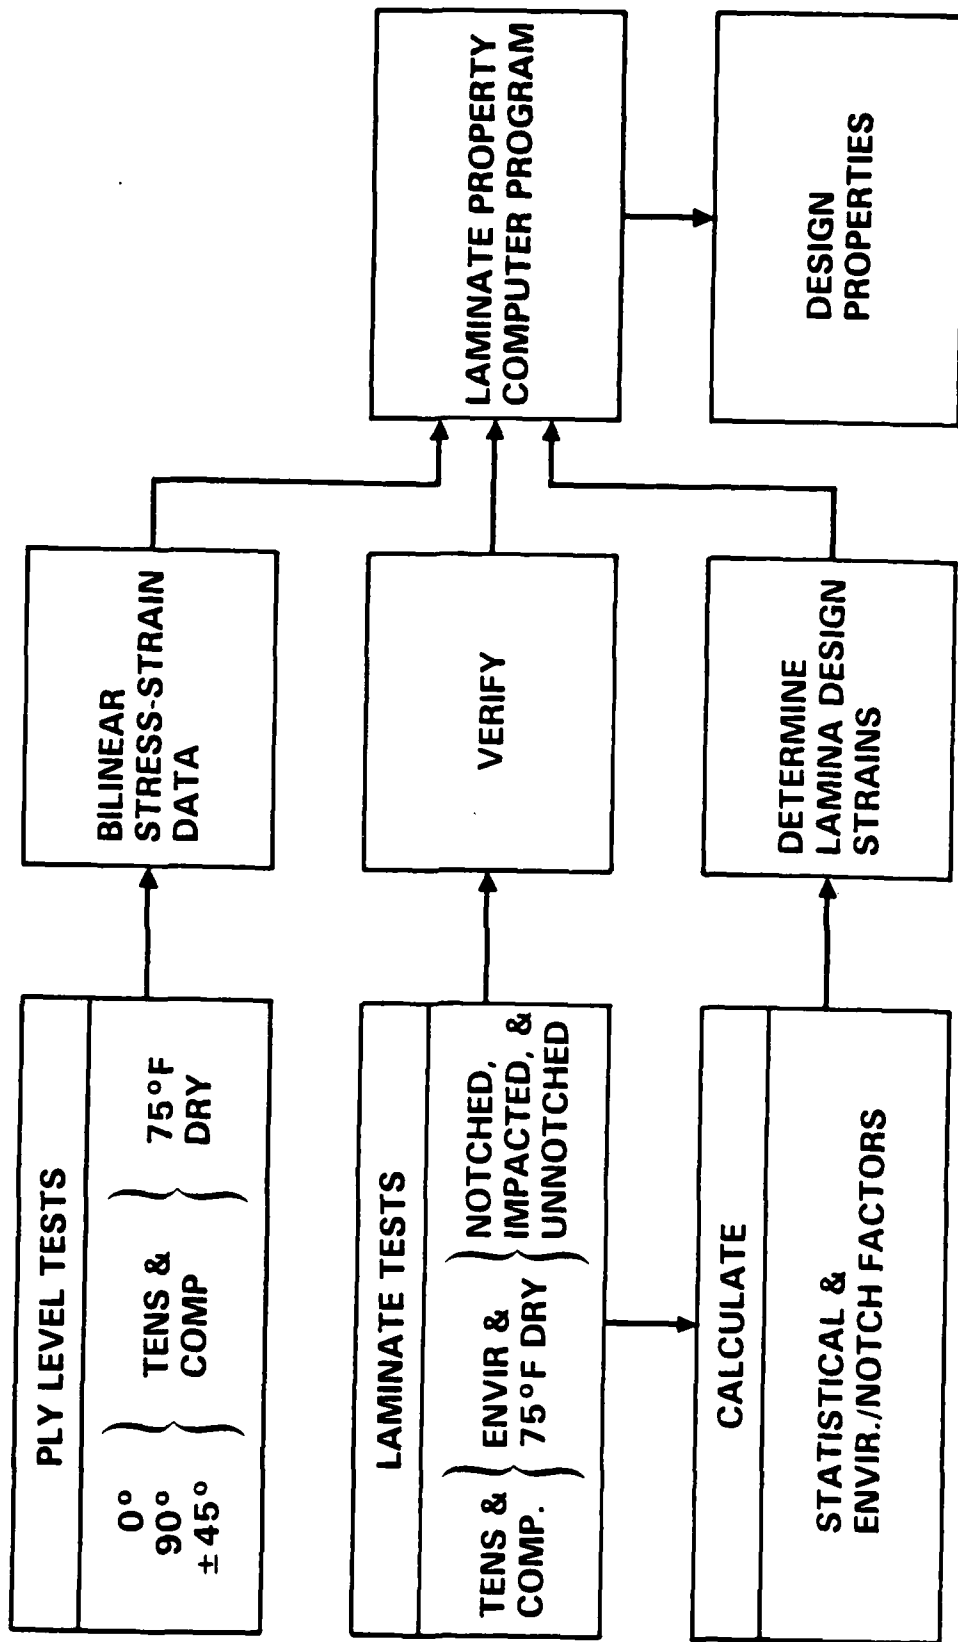 PLY LEVEL TESTS
0°
90°
±45°
TENS &
COMP
75°F
DRY
BILINEAR
STRESS-STRAIN
DATA
LAMINATE TESTS
TENS &
COMP.
ENVIR &
75°F DRY
NOTCHED,
IMPACTED, &
UNNOTCHED
VERIFY
LAMINATE PROPERTY
COMPUTER PROGRAM
CALCULATE
STATISTICAL &
ENVIR./NOTCH FACTORS
DETERMINE
LAMINA DESIGN
STRAINS
DESIGN
PROPERTIES